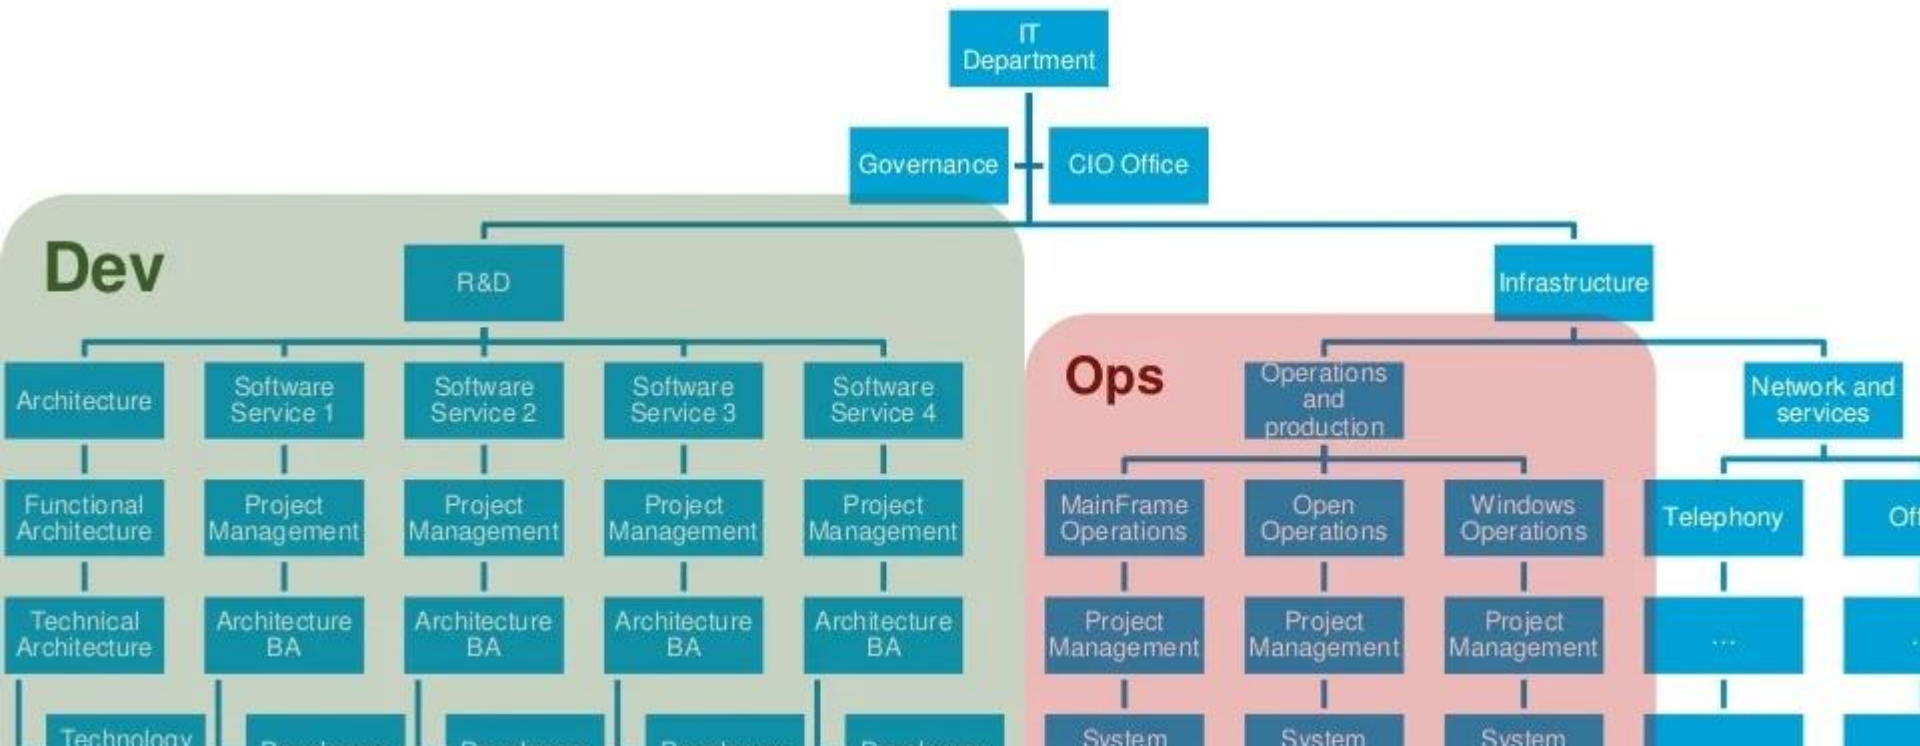 IT
Department
Governance
CIO Office
Dev
R&D
Infrastructure
Ops
Architecture
Software
Service 1
Software
Service 2
Software
Service 3
Software
Service 4
Operations
and
production
Network and
services
Functional
Architecture
Project
Management
Project
Management
Project
Management
Project
Management
MainFrame
Operations
Open
Operations
Windows
Operations
Telephony
Technical
Architecture
Architecture
BA
Architecture
BA
Architecture
BA
Architecture
BA
Project
Management
Project
Management
Project
Management
...
Technology
System
System
System